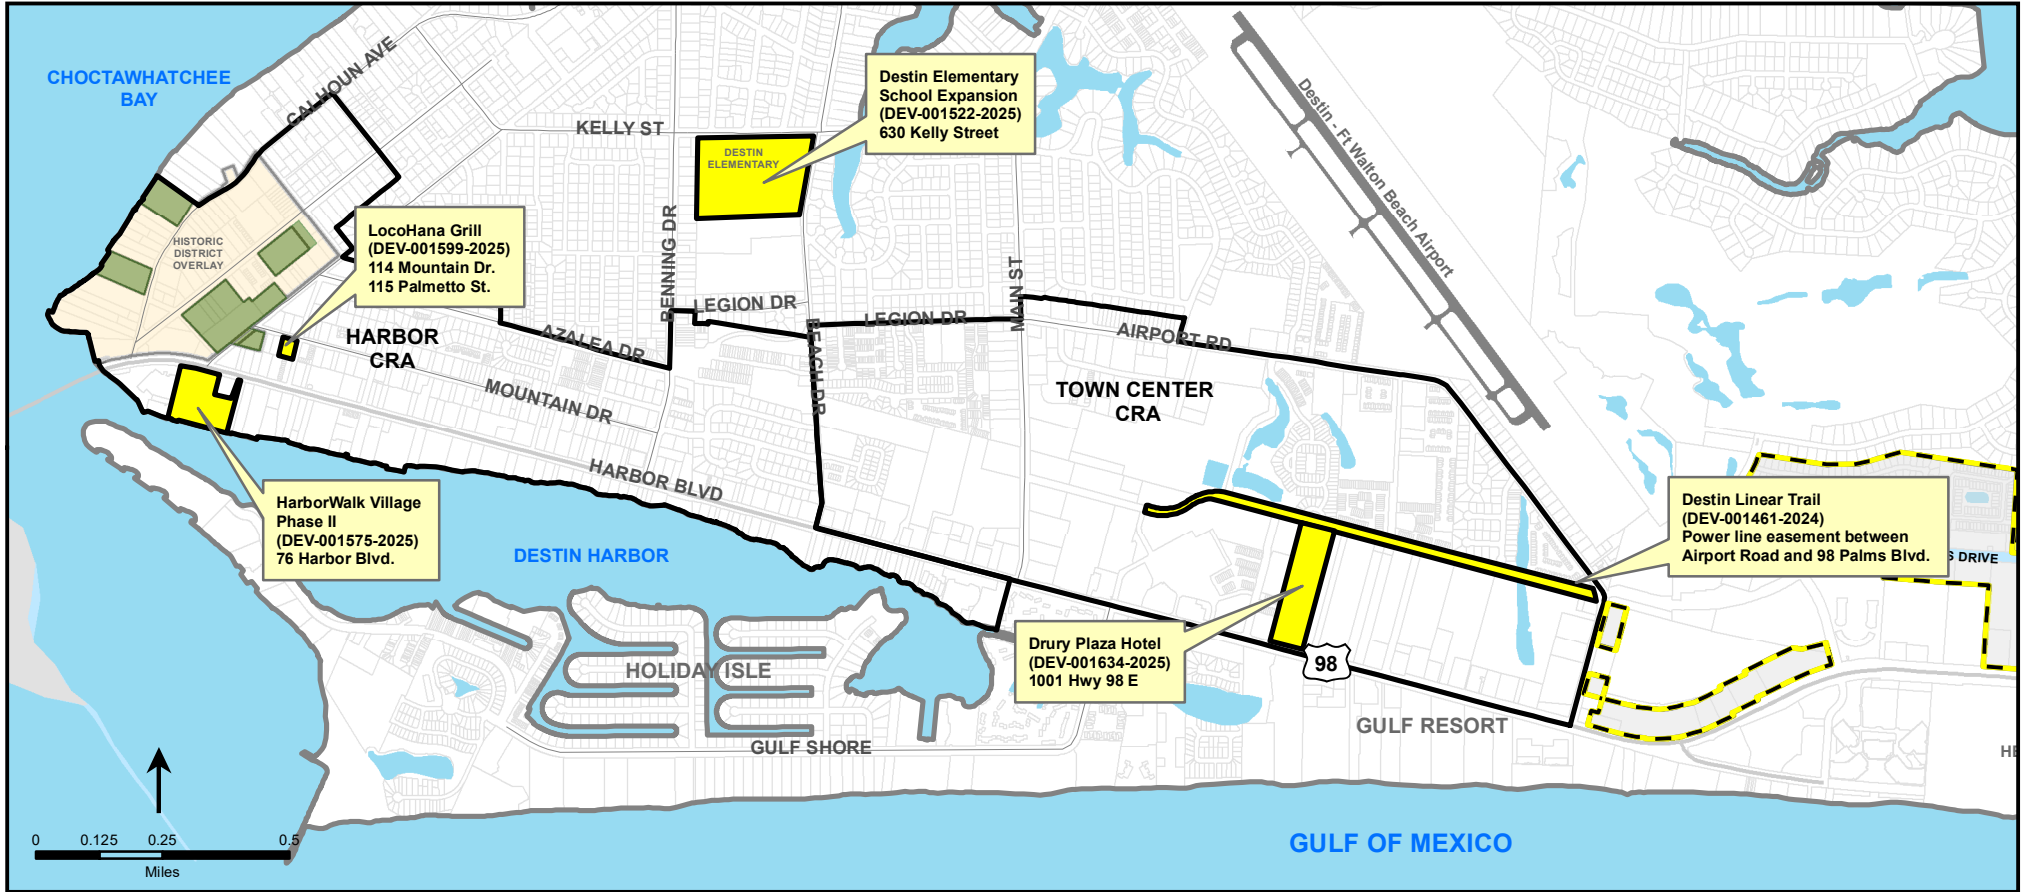 CHOCTAWHATCHEE
BAY
CALHOUN AVE
KELLY ST
DESTIN
ELEMENTARY
Destin Elementary
School Expansion
(DEV-001522-2025)
630 Kelly Street
Destin - Ft Walton Beach Airport
HISTORIC
DISTRICT
OVERLAY
LocoHana Grill
(DEV-001599-2025)
114 Mountain Dr.
115 Palmetto St.
BENNING DR
LEGION DR
LEGION DR
MAIN ST
AIRPORT RD
HARBOR
CRA
AZALEA DR
BEACH DR
MOUNTAIN DR
TOWN CENTER
CRA
HARBOR BLVD
HarborWalk Village
Phase II
(DEV-001575-2025)
76 Harbor Blvd.
DESTIN HARBOR
Destin Linear Trail
(DEV-001461-2024)
Power line easement between
Airport Road and 98 Palms Blvd.
S DRIVE
Drury Plaza Hotel
(DEV-001634-2025)
1001 Hwy 98 E
98
HOLIDAY ISLE
GULF RESORT
GULF SHORE
HE
GULF OF MEXICO
0 0.125 0.25 0.5
Miles